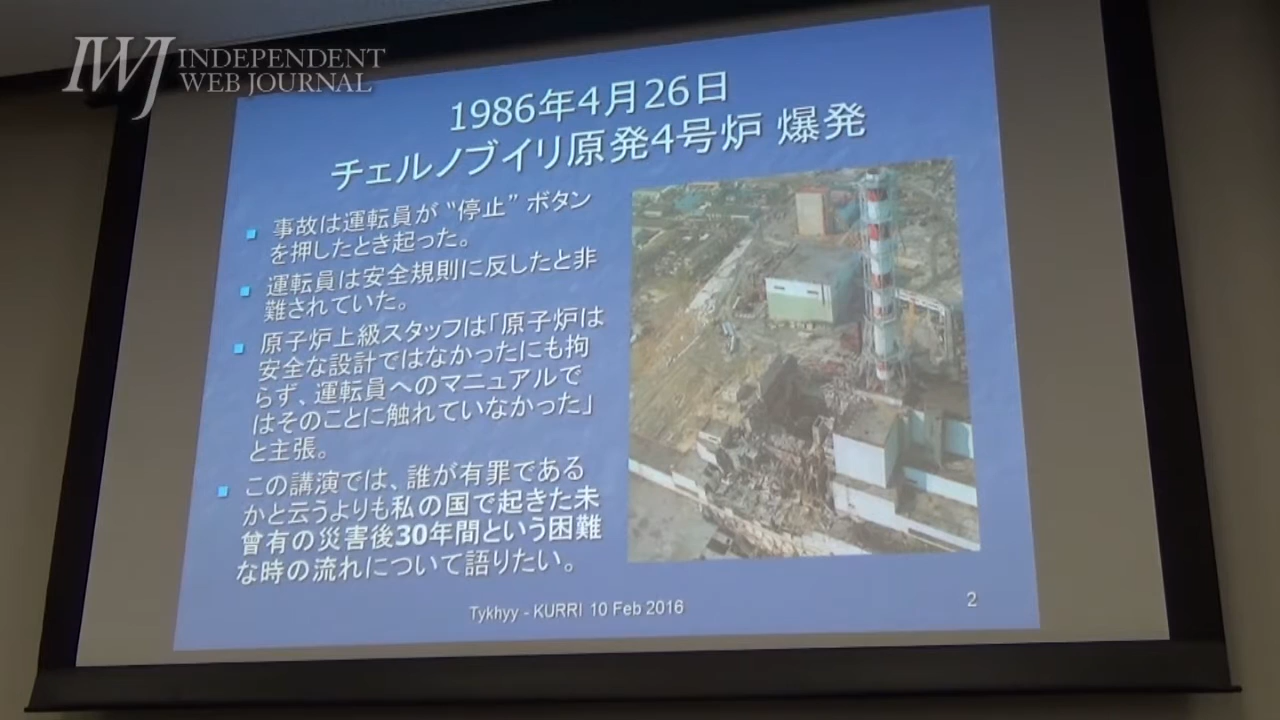 IWJ INDEPENDENT
WEB JOURNAL
1986年4月26日
チェルノブイリ原発4号炉 爆発
事故は運転員が“停止”ボタン
を押したとき起った。
運転員は安全規則に反したと非
難されていた。
原子炉上級スタッフは「原子炉は
安全な設計ではなかったにも拘
らず、運転員へのマニュアルで
はそのことに触れていなかった」
と主張。
この講演では、誰が有罪である
かと云うよりも私の国で起きた未
曾有の災害後30年間という困難
な時の流れについて語りたい。
Tykhyy - KURRI 10 Feb 2016
2